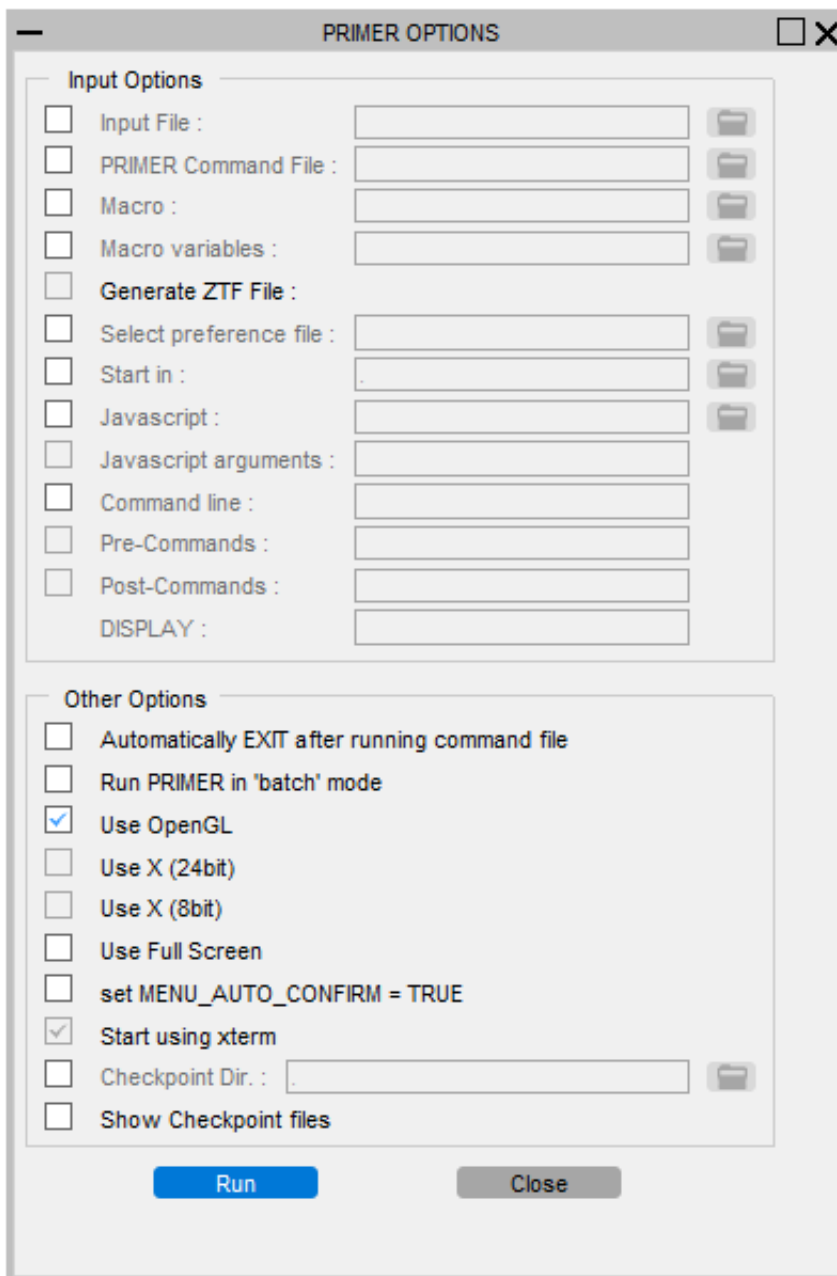 PRIMER OPTIONS
Input Options
Input File :
PRIMER Command File :
Macro :
Macro variables :
Generate ZTF File :
Select preference file :
Start in : .
Javascript :
Javascript arguments :
Command line :
Pre-Commands :
Post-Commands :
DISPLAY :
Other Options
Automatically EXIT after running command file
Run PRIMER in 'batch' mode
Use OpenGL
Use X (24bit)
Use X (8bit)
Use Full Screen
set MENU_AUTO_CONFIRM = TRUE
Start using xterm
Checkpoint Dir. : .
Show Checkpoint files
Run Close